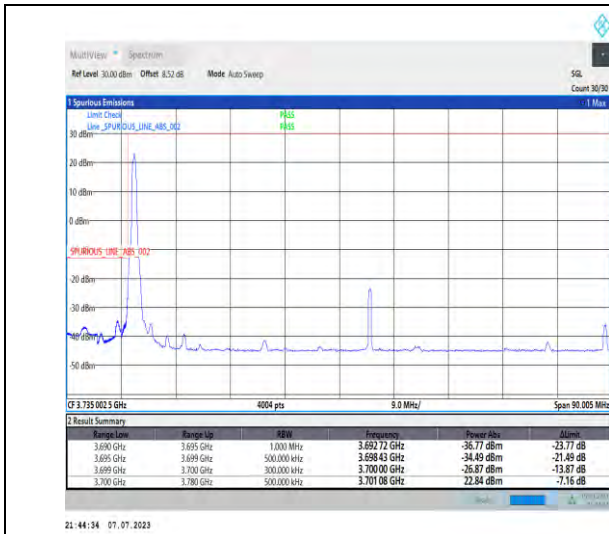 MultiView Spectrum
Ref Level 30.00 dBm Offset 8.52 dB Mode Auto Sweep SGL
Count 30/30
1 Spurious Emissions 1 Max
Limit Check PASS
Line _SPURIOUS_LINE_ABS_002 PASS
30 dBm
20 dBm
10 dBm
0 dBm
SPURIOUS_LINE_ABS_002
-20 dBm
-30 dBm
-40 dBm
-50 dBm
CF 3.735 002 5 GHz 4004 pts 9.0 MHz/ Span 90.005 MHz
2 Result Summary
Range Low Range Up RBW Frequency Power Abs ΔLimit
3.690 GHz 3.695 GHz 1.000 MHz 3.692 72 GHz -36.77 dBm -23.77 dB
3.695 GHz 3.699 GHz 500.000 kHz 3.698 43 GHz -34.49 dBm -21.49 dB
3.699 GHz 3.700 GHz 300.000 kHz 3.700 00 GHz -26.87 dBm -13.87 dB
3.700 GHz 3.780 GHz 500.000 kHz 3.701 08 GHz 22.84 dBm -7.16 dB
21:44:34 07.07.2023